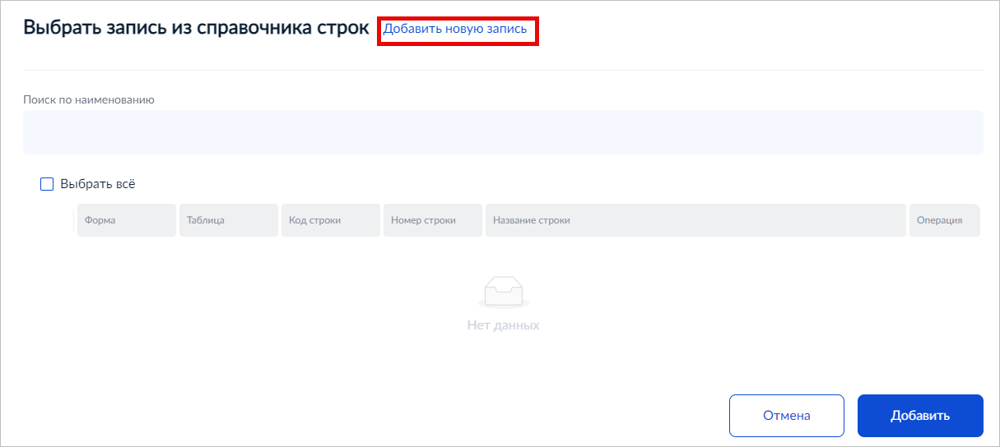 Выбрать запись из справочника строк Добавить новую запись
Поиск по наименованию
Выбрать всё
Форма Таблица Код строки Номер строки Название строки Операция
Нет данных
Отмена Добавить